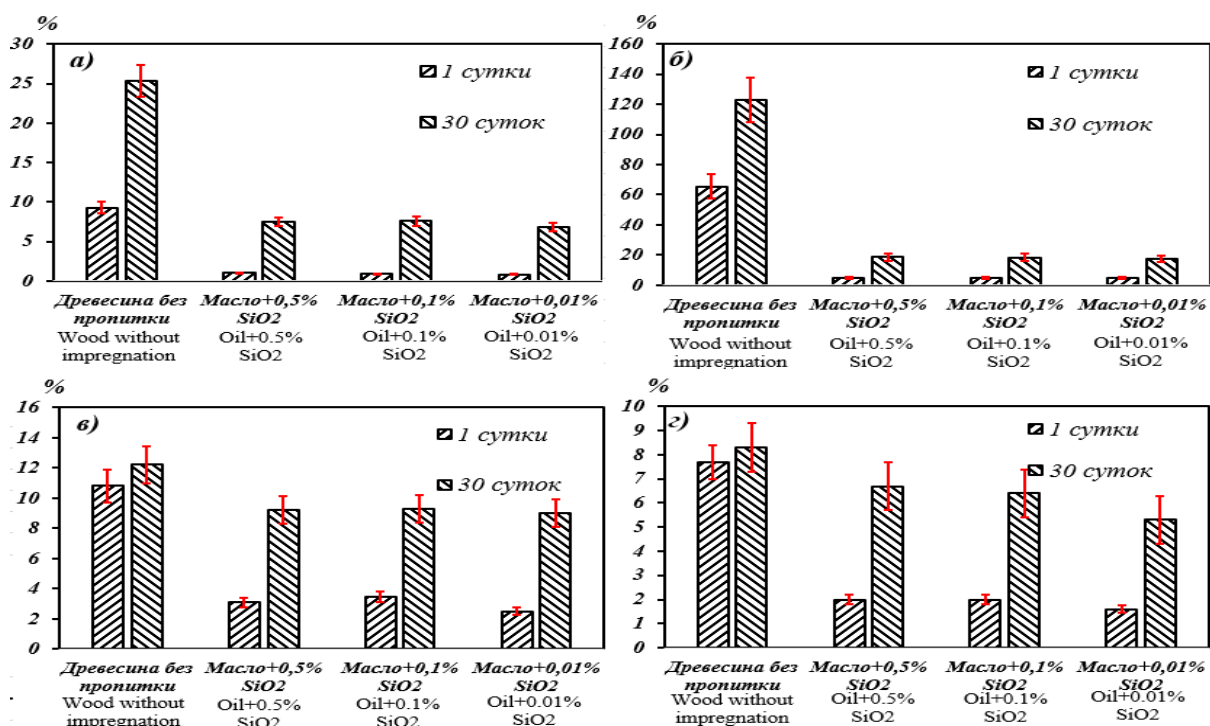 %
а)
30
25
20
15
10
5
0
1 сутки
30 суток
Древесина без
пропитки
Wood without
impregnation
Масло+0,5%
SiO2
Oil+0.5%
SiO2
Масло+0,1%
SiO2
Oil+0.1%
SiO2
Масло+0,01%
SiO2
Oil+0.01%
SiO2
%
б)
160
140
120
100
80
60
40
20
0
1 сутки
30 суток
Древесина без
пропитки
Wood without
impregnation
Масло+0,5%
SiO2
Oil+0.5%
SiO2
Масло+0,1%
SiO2
Oil+0.1%
SiO2
Масло+0,01%
SiO2
Oil+0.01%
SiO2
%
в)
16
14
12
10
8
6
4
2
0
1 сутки
30 суток
Древесина без
пропитки
Wood without
impregnation
Масло+0,5%
SiO2
Oil+0.5%
SiO2
Масло+0,1%
SiO2
Oil+0.1%
SiO2
Масло+0,01%
SiO2
Oil+0.01%
SiO2
%
г)
10
9
8
7
6
5
4
3
2
1
0
1 сутки
30 суток
Древесина без
пропитки
Wood without
impregnation
Масло+0,5%
SiO2
Oil+0.5%
SiO2
Масло+0,1%
SiO2
Oil+0.1%
SiO2
Масло+0,01%
SiO2
Oil+0.01%
SiO2